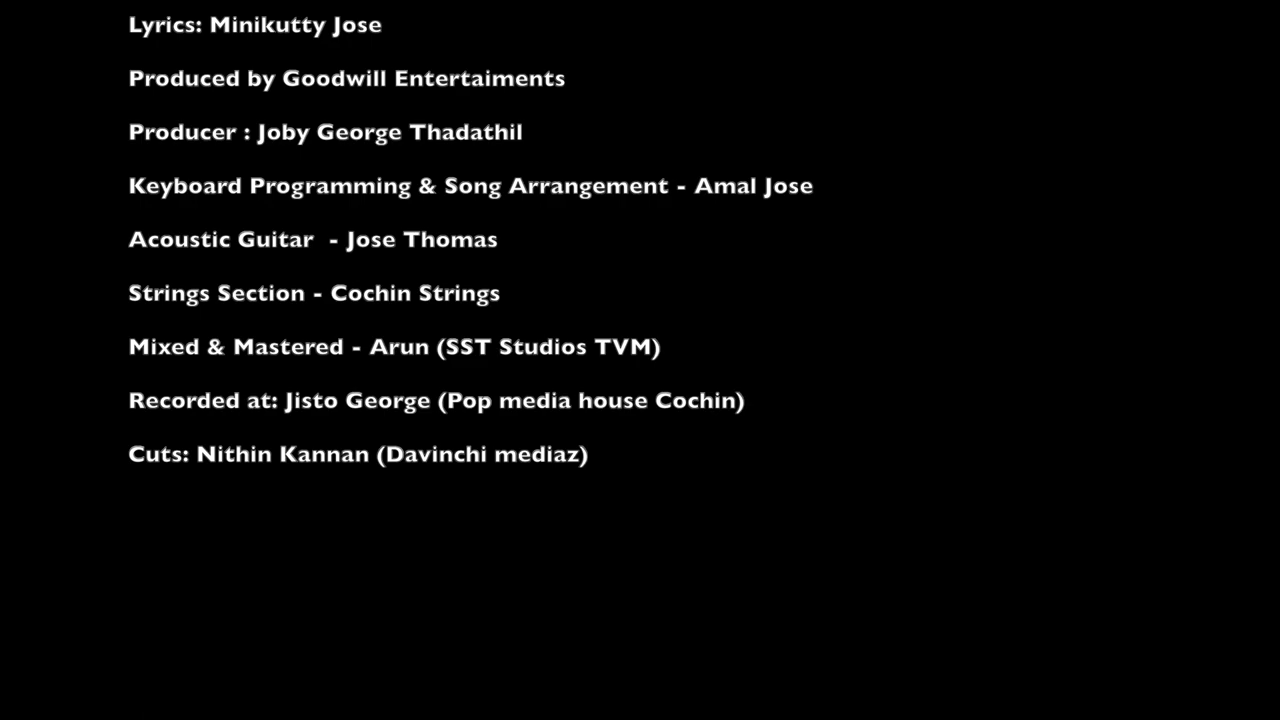 Lyrics: Minikutty Jose
Produced by Goodwill Entertaiments
Producer : Joby George Thadathil
Keyboard Programming & Song Arrangement - Amal Jose
Acoustic Guitar  - Jose Thomas
Strings Section - Cochin Strings
Mixed & Mastered - Arun (SST Studios TVM)
Recorded at: Jisto George (Pop media house Cochin)
Cuts: Nithin Kannan (Davinchi mediaz)